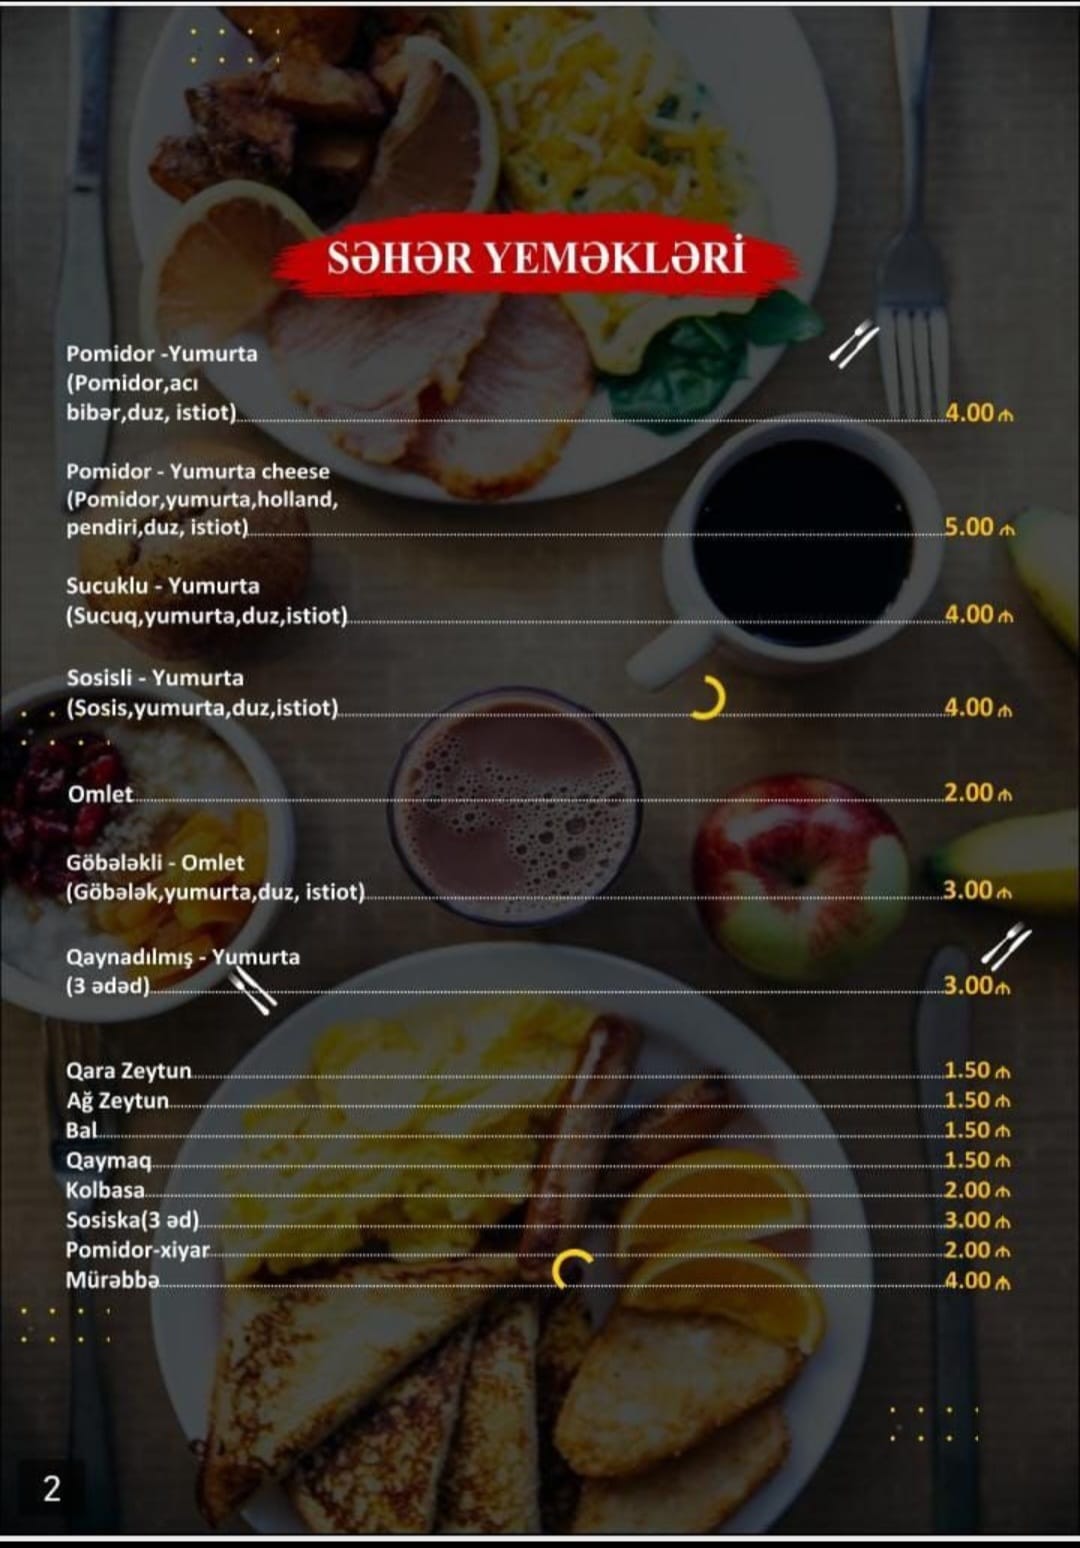 SƏHƏR YEMƏKLƏRİ
Pomidor -Yumurta
(Pomidor,acı
bibər,duz, istiot) 4.00 ₼
Pomidor - Yumurta cheese
(Pomidor,yumurta,holland,
pendiri,duz, istiot) 5.00 ₼
Sucuklu - Yumurta
(Sucuq,yumurta,duz,istiot) 4.00 ₼
Sosisli - Yumurta
(Sosis,yumurta,duz,istiot) 4.00 ₼
Omlet 2.00 ₼
Göbələkli - Omlet
(Göbələk,yumurta,duz, istiot) 3.00 ₼
Qaynadılmış - Yumurta
(3 ədəd) 3.00 ₼
Qara Zeytun 1.50 ₼
Ağ Zeytun 1.50 ₼
Bal 1.50 ₼
Qaymaq 1.50 ₼
Kolbasa 2.00 ₼
Sosiska(3 əd) 3.00 ₼
Pomidor-xiyar 2.00 ₼
Mürəbbə 4.00 ₼
2